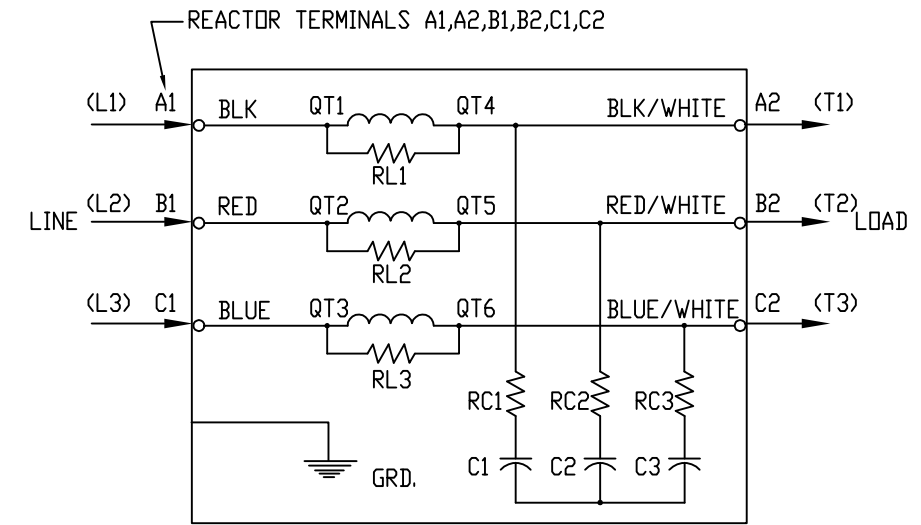 REACTOR TERMINALS A1,A2,B1,B2,C1,C2
(L1) A1 BLK QT1 QT4 BLK/WHITE A2 (T1)
RL1
(L2) B1 RED QT2 QT5 RED/WHITE B2 (T2)
LINE LOAD
RL2
(L3) C1 BLUE QT3 QT6 BLUE/WHITE C2 (T3)
RL3
RC1 RC2 RC3
C1 C2 C3
GRD.